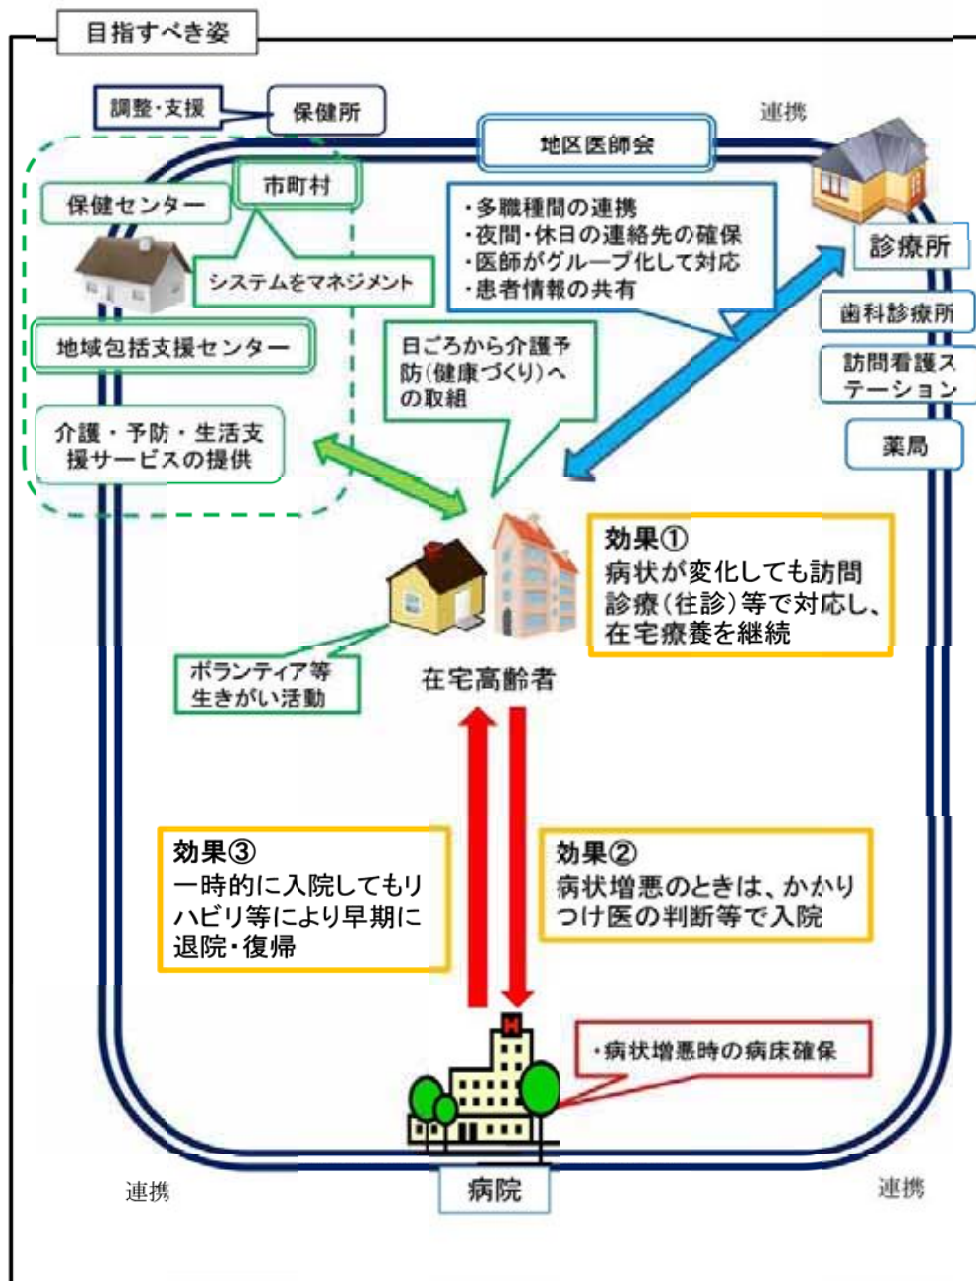 目指すべき姿
調整・支援
保健所
連携
地区医師会
市町村
保健センター
システムをマネジメント
・多職種間の連携
・夜間・休日の連絡先の確保
・医師がグループ化して対応
・患者情報の共有
診療所
歯科診療所
訪問看護ス
テーション
薬局
地域包括支援センター
日ごろから介護予
防(健康づくり)へ
の取組
介護・予防・生活支
援サービスの提供
効果①
病状が変化しても訪問
診療(往診)等で対応し、
在宅療養を継続
ボランティア等
生きがい活動
在宅高齢者
効果③
一時的に入院してもリ
ハビリ等により早期に
退院・復帰
効果②
病状増悪のときは、かかり
つけ医の判断等で入院
H
・病状増悪時の病床確保
連携
病院
連携